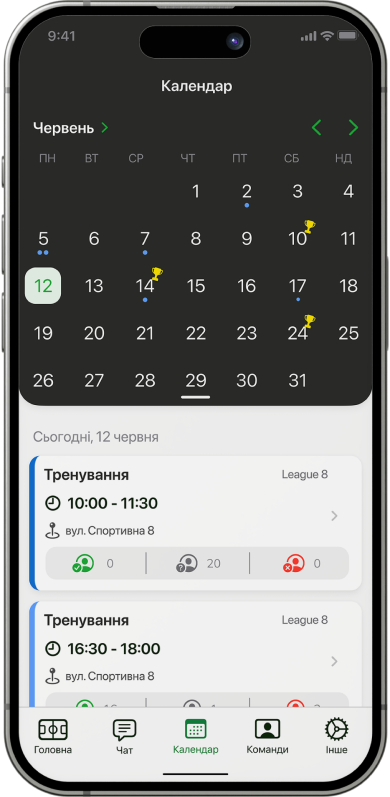 9:41
Календар
Червень
ПН ВТ СР ЧТ ПТ СБ НД
1 2 3 4
5 6 7 8 9 10 11
12 13 14 15 16 17 18
19 20 21 22 23 24 25
26 27 28 29 30 31
Сьогодні, 12 червня
Тренування League 8
10:00 - 11:30
вул. Спортивна 8
0 20 0
Тренування League 8
16:30 - 18:00
вул. Спортивна 8
Головна Чат Календар Команди Інше